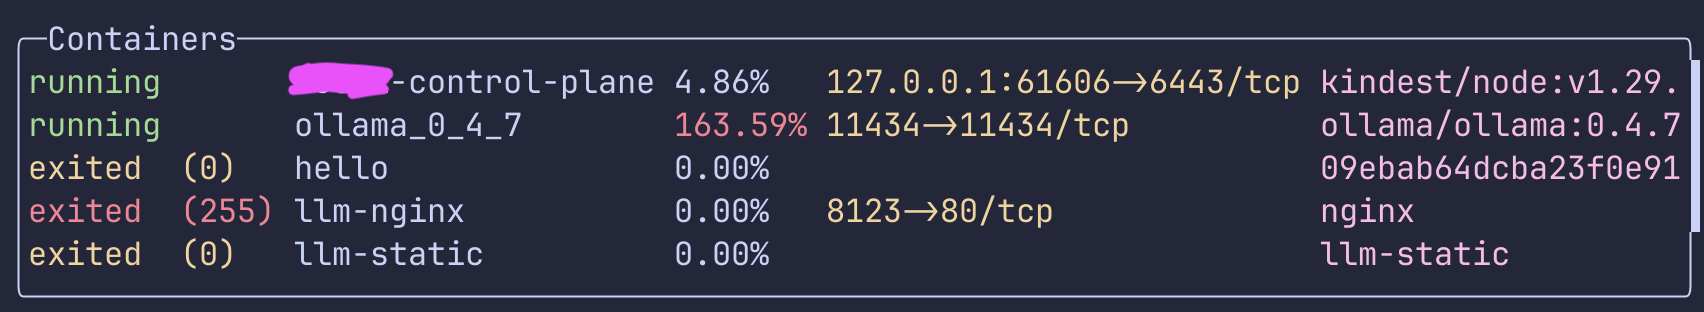 Containers
running -control-plane 4.86% 127.0.0.1:61606→6443/tcp kindest/node:v1.29.
running ollama_0_4_7 163.59% 11434→11434/tcp ollama/ollama:0.4.7
exited (0) hello 0.00% 09ebab64dcba23f0e91
exited (255) llm-nginx 0.00% 8123→80/tcp nginx
exited (0) llm-static 0.00% llm-static